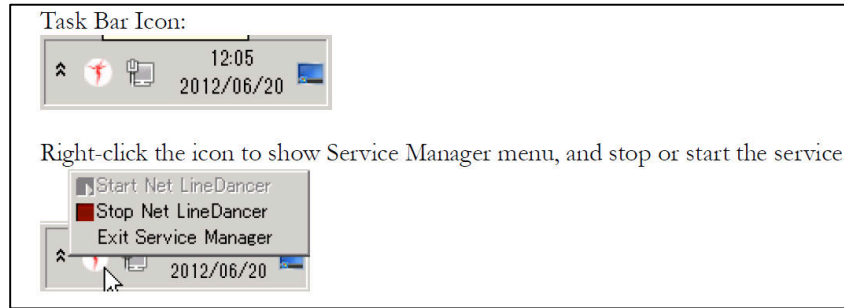 Task Bar Icon:
12:05
2012/06/20
Right-click the icon to show Service Manager menu, and stop or start the service
Start Net LineDancer
Stop Net LineDancer
Exit Service Manager
2012/06/20